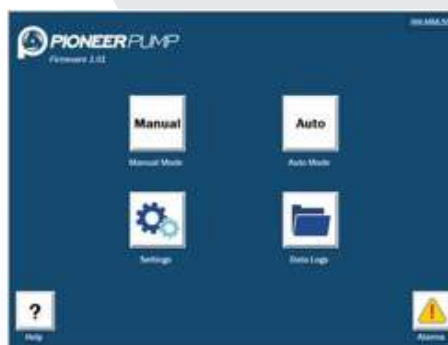 PIONEER PUMP
Firmware 1.01
Manual
Auto
Manual Mode
Auto Mode
Settings
Data Logs
?
Help
Alarms